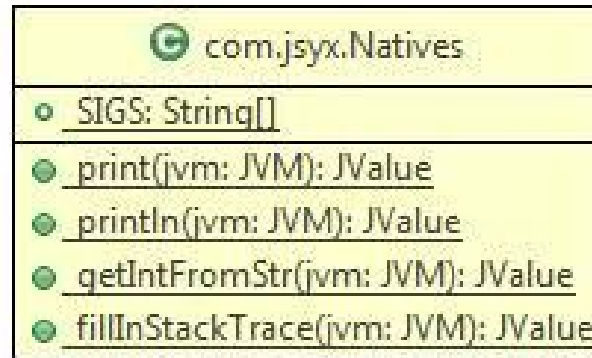 C com.jsyx.Natives
SIGS: String[]
print(jvm: JVM): JValue
println(jvm: JVM): JValue
getIntFromStr(jvm: JVM): JValue
fillInStackTrace(jvm: JVM): JValue